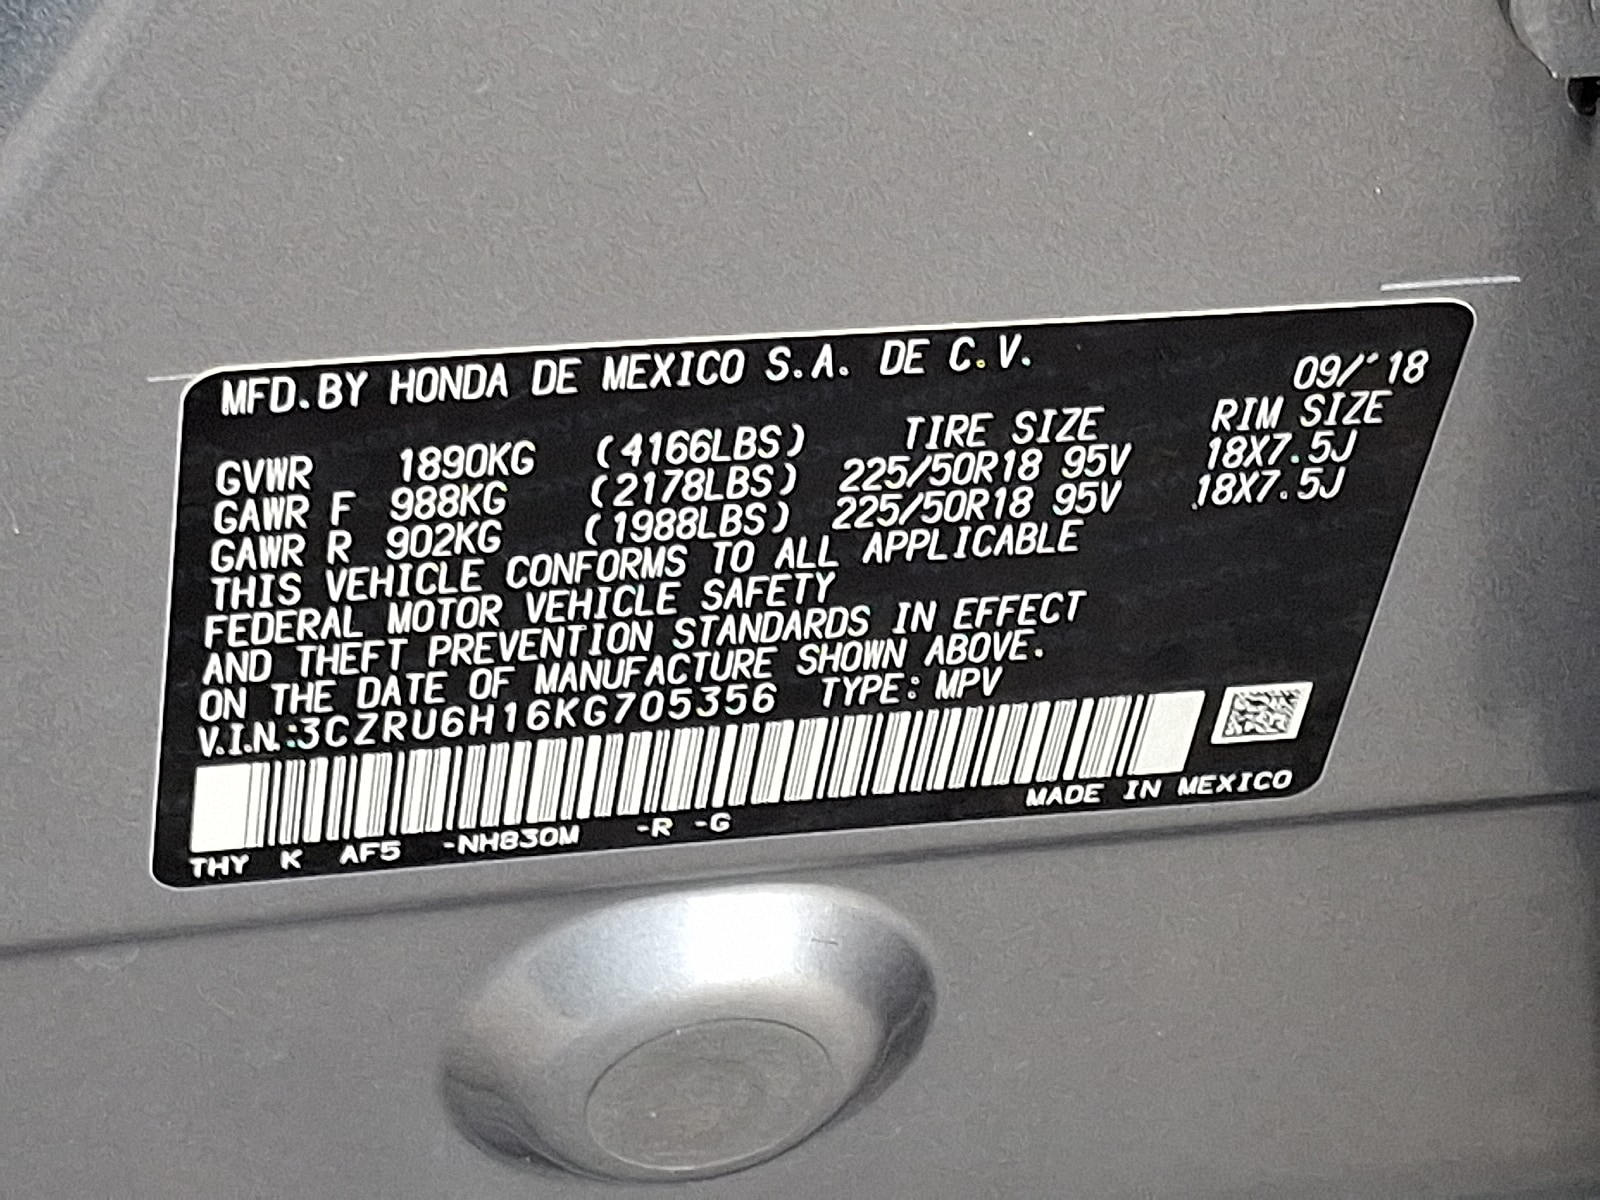 MFD.BY HONDA DE MEXICO S.A. DE C.V.
09/'18
TIRE SIZE RIM SIZE
GVWR 1890KG (4166LBS)
GAWR F 988KG (2178LBS) 225/50R18 95V 18X7.5J
GAWR R 902KG (1988LBS) 225/50R18 95V 18X7.5J
THIS VEHICLE CONFORMS TO ALL APPLICABLE
FEDERAL MOTOR VEHICLE SAFETY
AND THEFT PREVENTION STANDARDS IN EFFECT
ON THE DATE OF MANUFACTURE SHOWN ABOVE.
V.I.N.:3CZRU6H16KG705356 TYPE: MPV
MADE IN MEXICO
THY K AF5 -NH830M -R -G